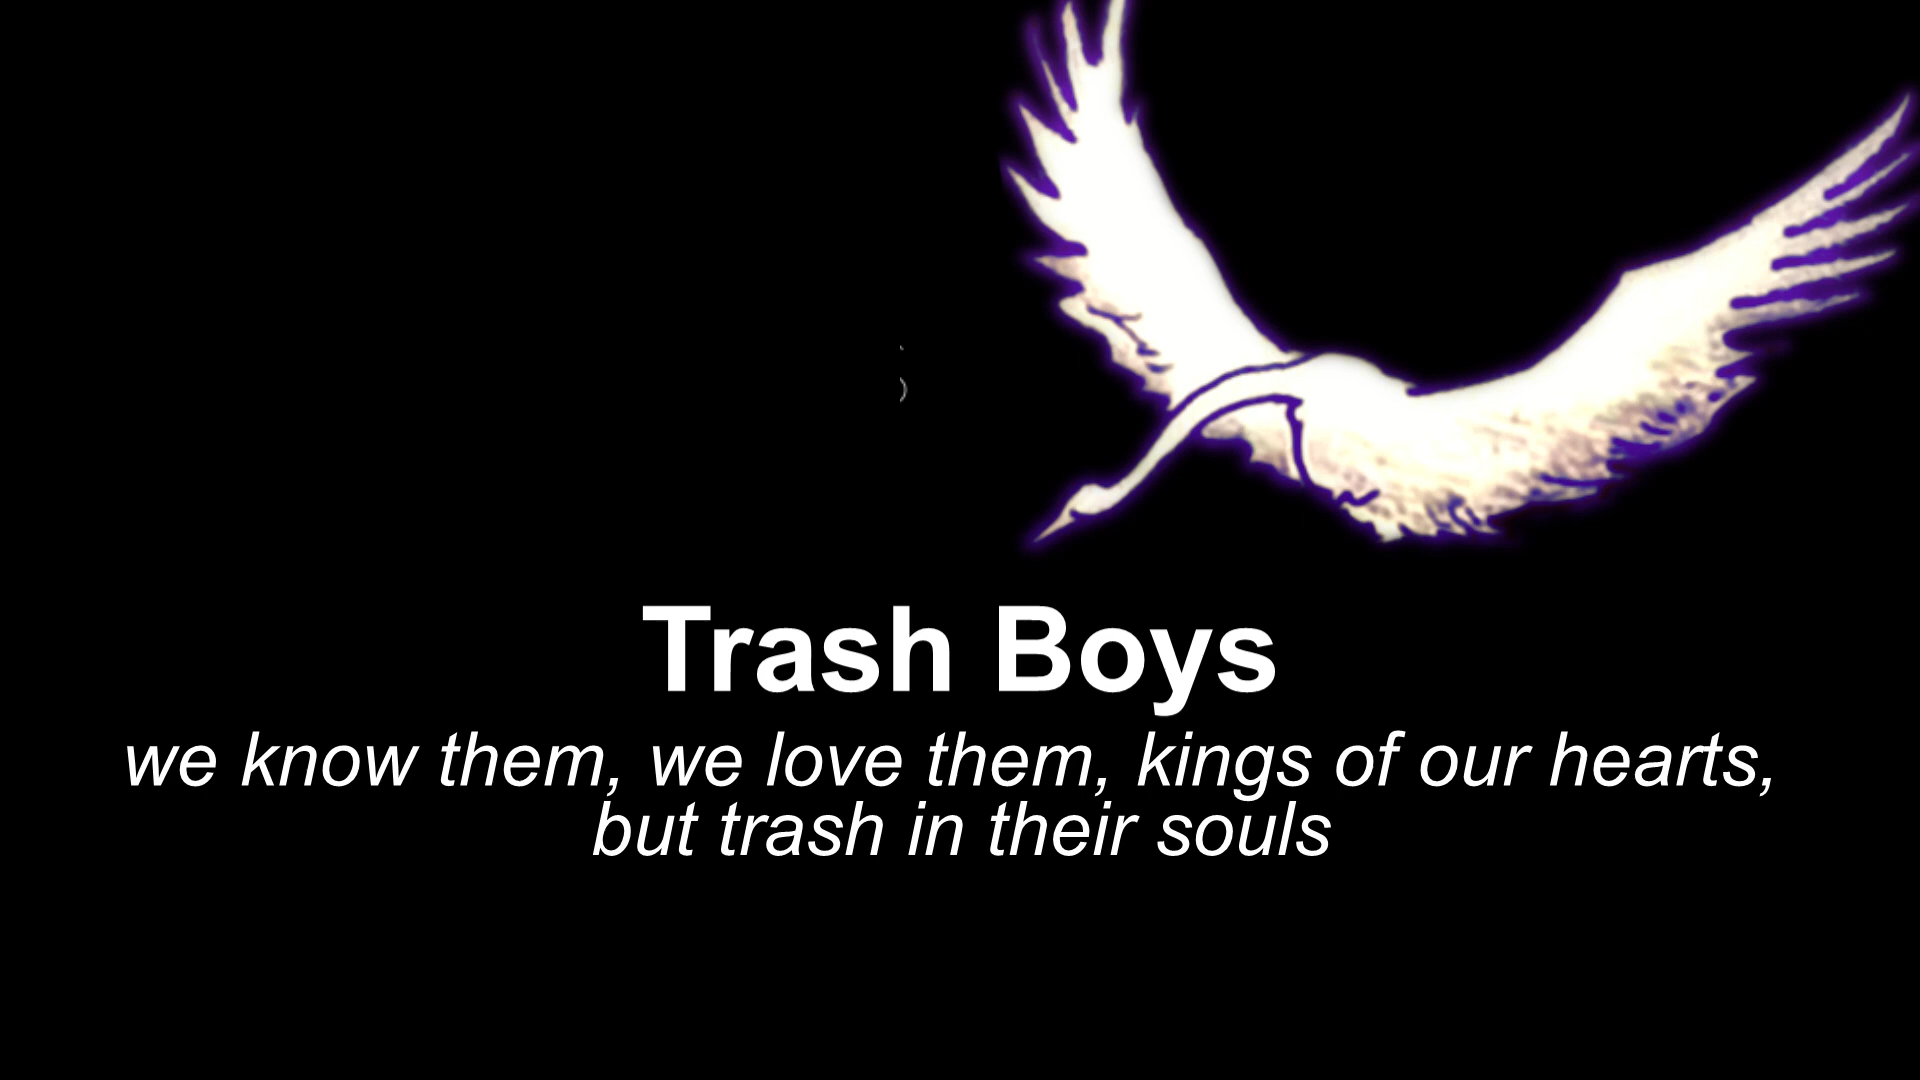 Trash Boys
we know them, we love them, kings of our hearts,
but trash in their souls